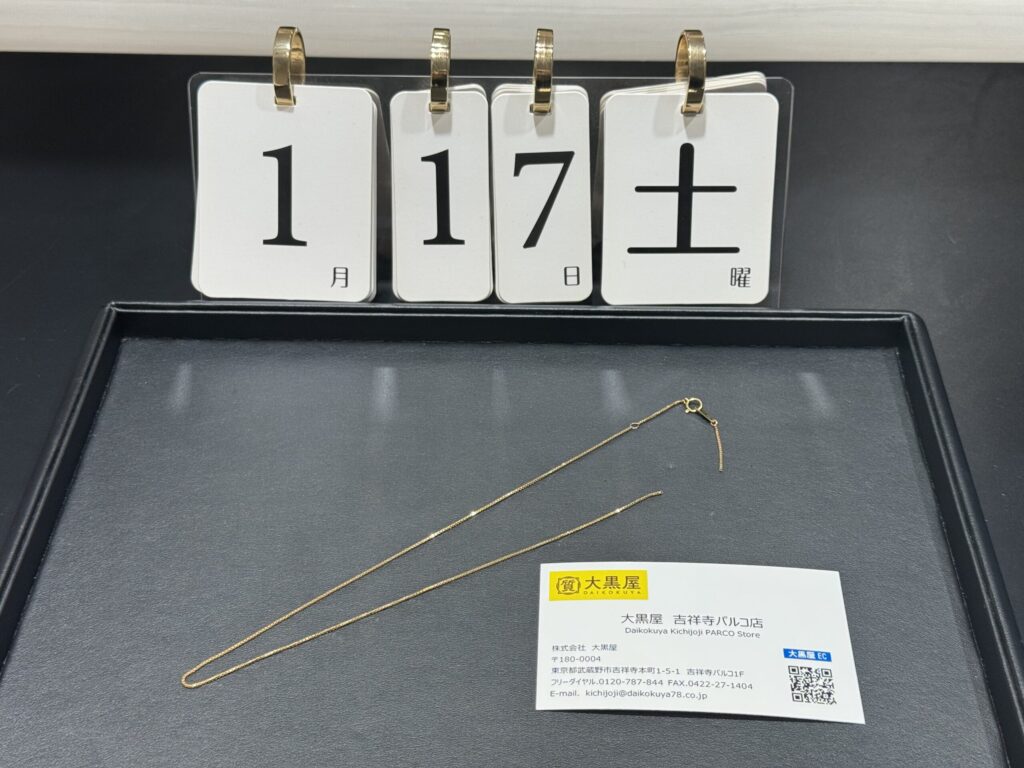 1月
17日
土曜
質 大黒屋
DAIKOKUYA
大黒屋 吉祥寺パルコ店
Daikokuya Kichijoji PARCO Store
株式会社 大黒屋
〒180-0004
東京都武蔵野市吉祥寺本町1-5-1 吉祥寺パルコ1F
フリーダイヤル.0120-787-844 FAX.0422-27-1404
E-mail. kichijoji@daikokuya78.co.jp
大黒屋 EC